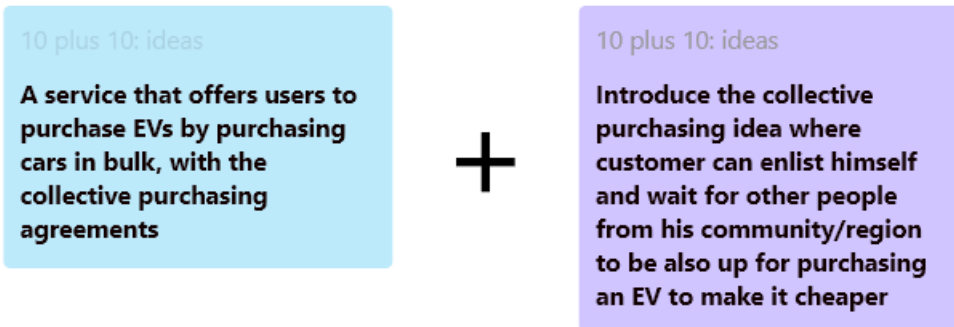 10 plus 10: ideas
A service that offers users to
purchase EVs by purchasing
cars in bulk, with the
collective purchasing
agreements
+
10 plus 10: ideas
Introduce the collective
purchasing idea where
customer can enlist himself
and wait for other people
from his community/region
to be also up for purchasing
an EV to make it cheaper